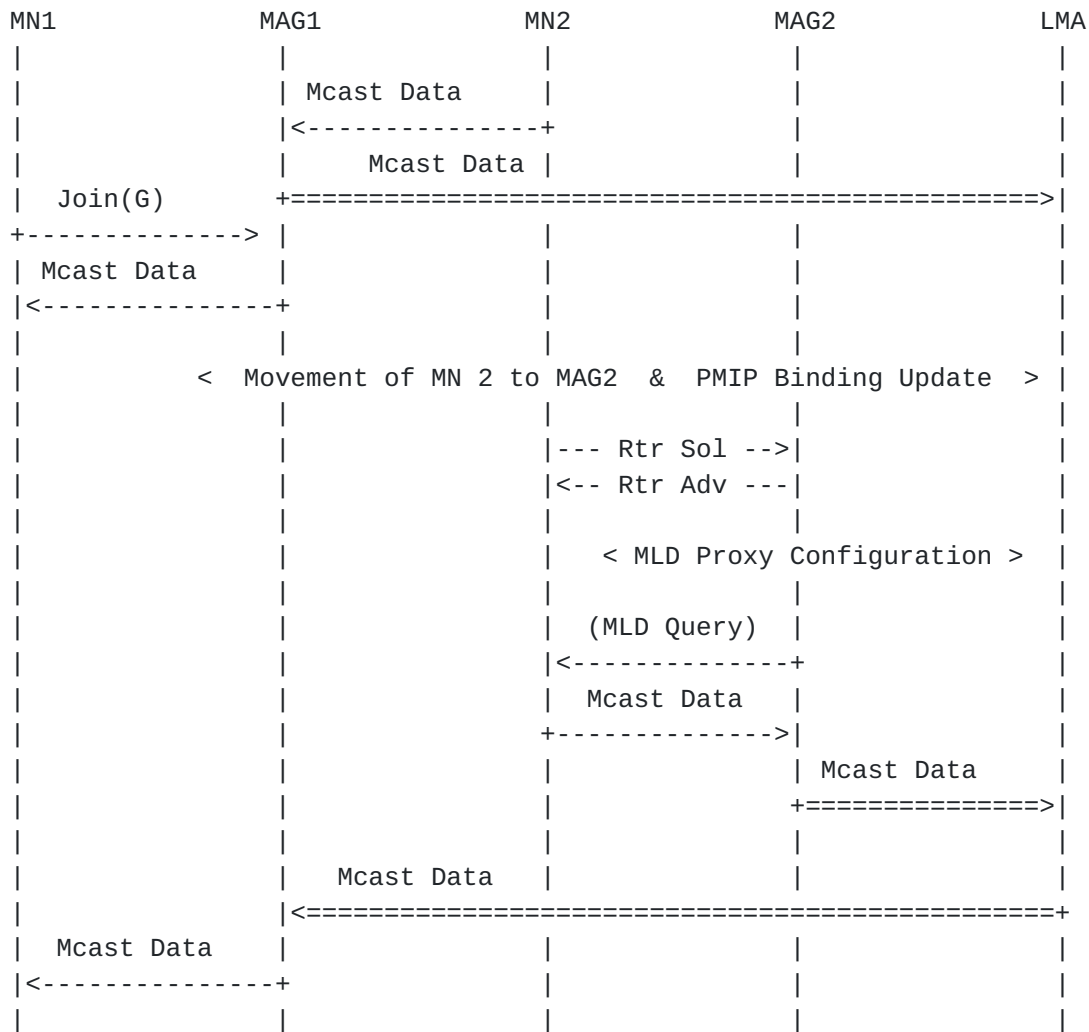 MN1 MAG1 MN2 MAG2 LMA
Mcast Data
Mcast Data
Join(G)
Mcast Data
< Movement of MN 2 to MAG2 & PMIP Binding Update >
--- Rtr Sol -->
<-- Rtr Adv ---
< MLD Proxy Configuration >
(MLD Query)
Mcast Data
Mcast Data
Mcast Data
Mcast Data